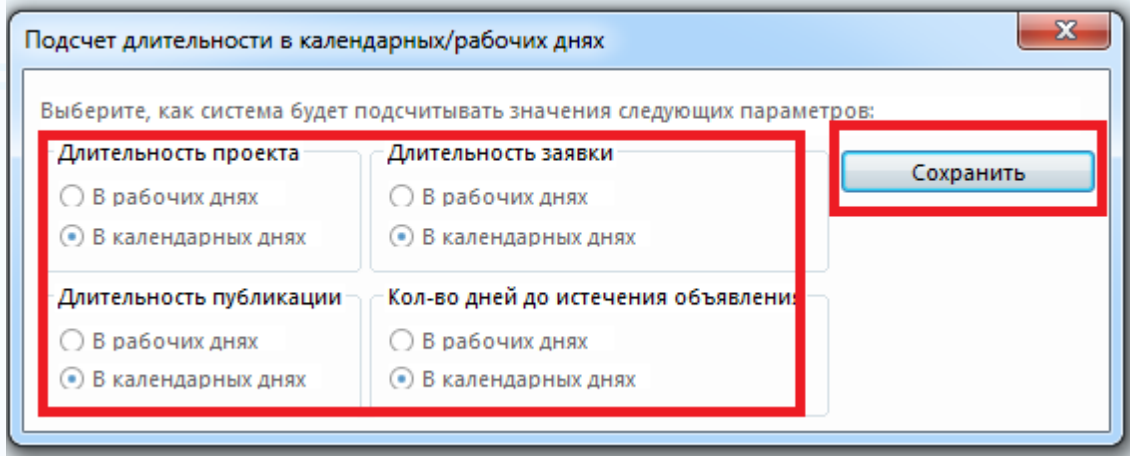 Подсчет длительности в календарных/рабочих днях
Выберите, как система будет подсчитывать значения следующих параметров:
Длительность проекта
В рабочих днях
В календарных днях
Длительность заявки
В рабочих днях
В календарных днях
Сохранить
Длительность публикации
В рабочих днях
В календарных днях
Кол-во дней до истечения объявления
В рабочих днях
В календарных днях